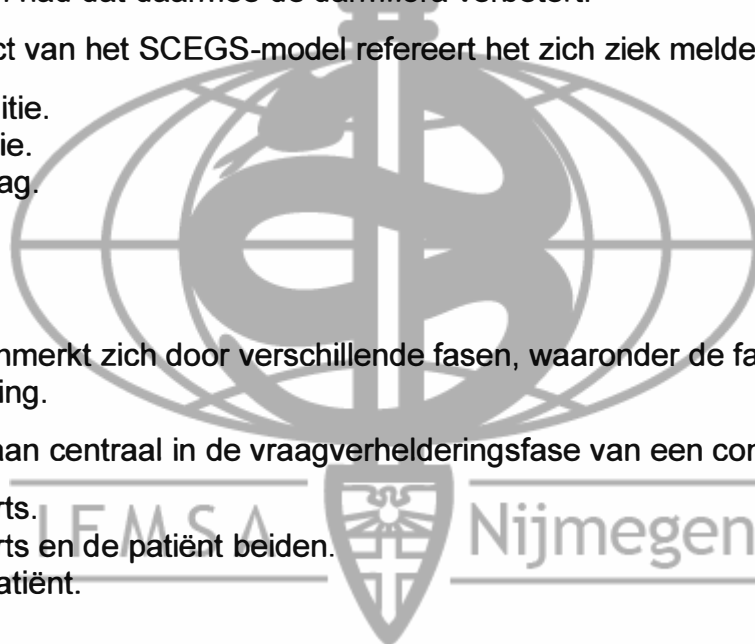 had dat daarmee de darmflora verbetert.
ct van het SCEGS-model refereert het zich ziek melde
itie.
ie.
ag.
nmerkt zich door verschillende fasen, waaronder de fa
ing.
aan centraal in de vraagverhelderingsfase van een con
rts.
rts en de patiënt beiden.
atiënt.
IFMSA Nijmegen